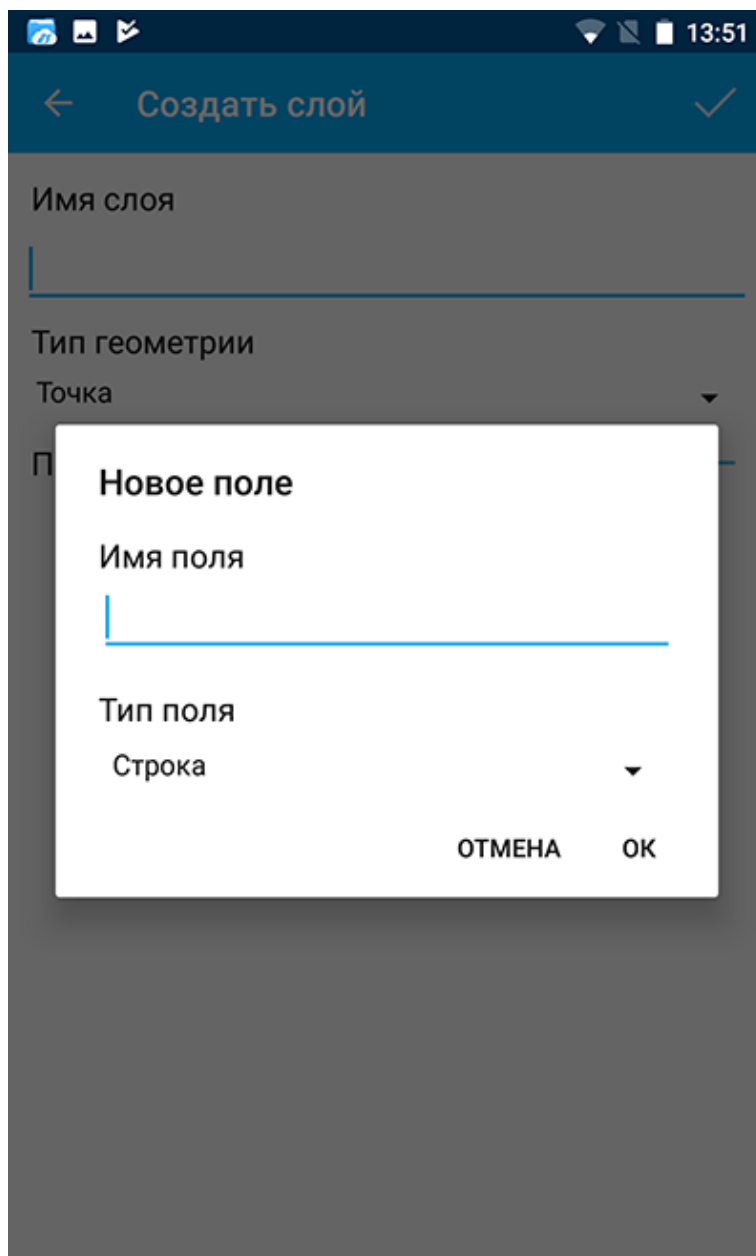 13:51
Создать слой
Имя слоя
Тип геометрии
Точка
Новое поле
Имя поля
Тип поля
Строка
ОТМЕНА ОК